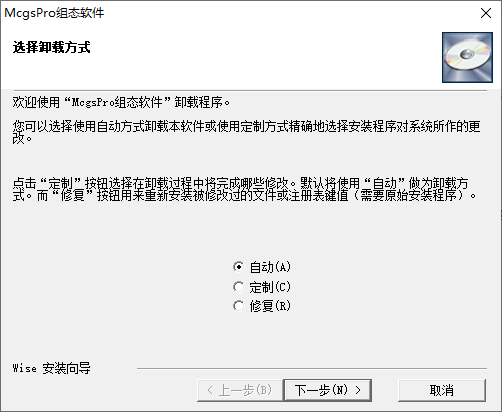 McgsPro组态软件
选择卸载方式
欢迎使用“McgsPro组态软件”卸载程序。
您可以选择使用自动方式卸载本软件或使用定制方式精确地选择安装程序对系统所作的更
改。
点击“定制”按钮选择在卸载过程中将完成哪些修改。默认将使用“自动”做为卸载方
式。而“修复”按钮用来重新安装被修改过的文件或注册表键值（需要原始安装程序）。
自动(A)
定制(C)
修复(R)
Wise 安装向导
< 上一步(B)
下一步(N) >
取消